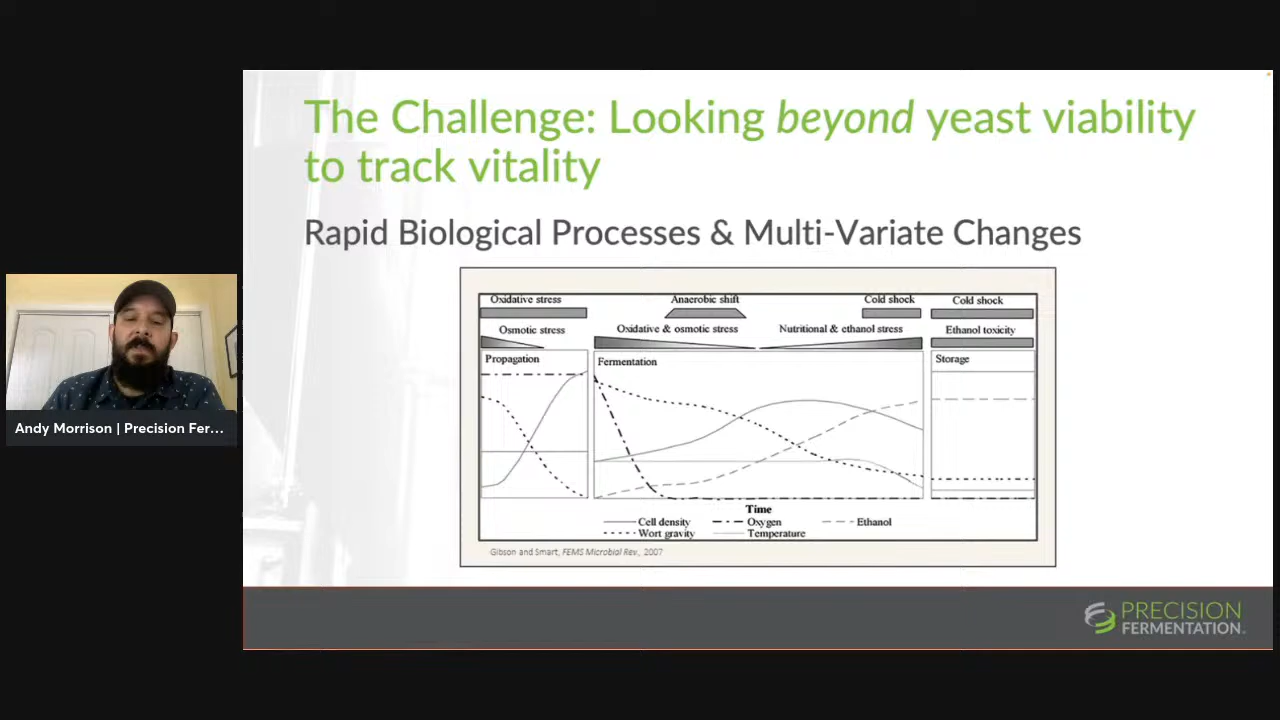 The Challenge: Looking beyond yeast viability
to track vitality
Rapid Biological Processes & Multi-Variate Changes
Oxidative stress
Anaerobic shift
Cold shock
Cold shock
Osmotic stress
Oxidative & osmotic stress
Nutritional & ethanol stress
Ethanol toxicity
Propagation
Fermentation
Storage
Time
Cell density
Oxygen
Ethanol
Wort gravity
Temperature
Gibson and Smart, FEMS Microbial Rev., 2007
Andy Morrison | Precision Fer...
PRECISION
FERMENTATION